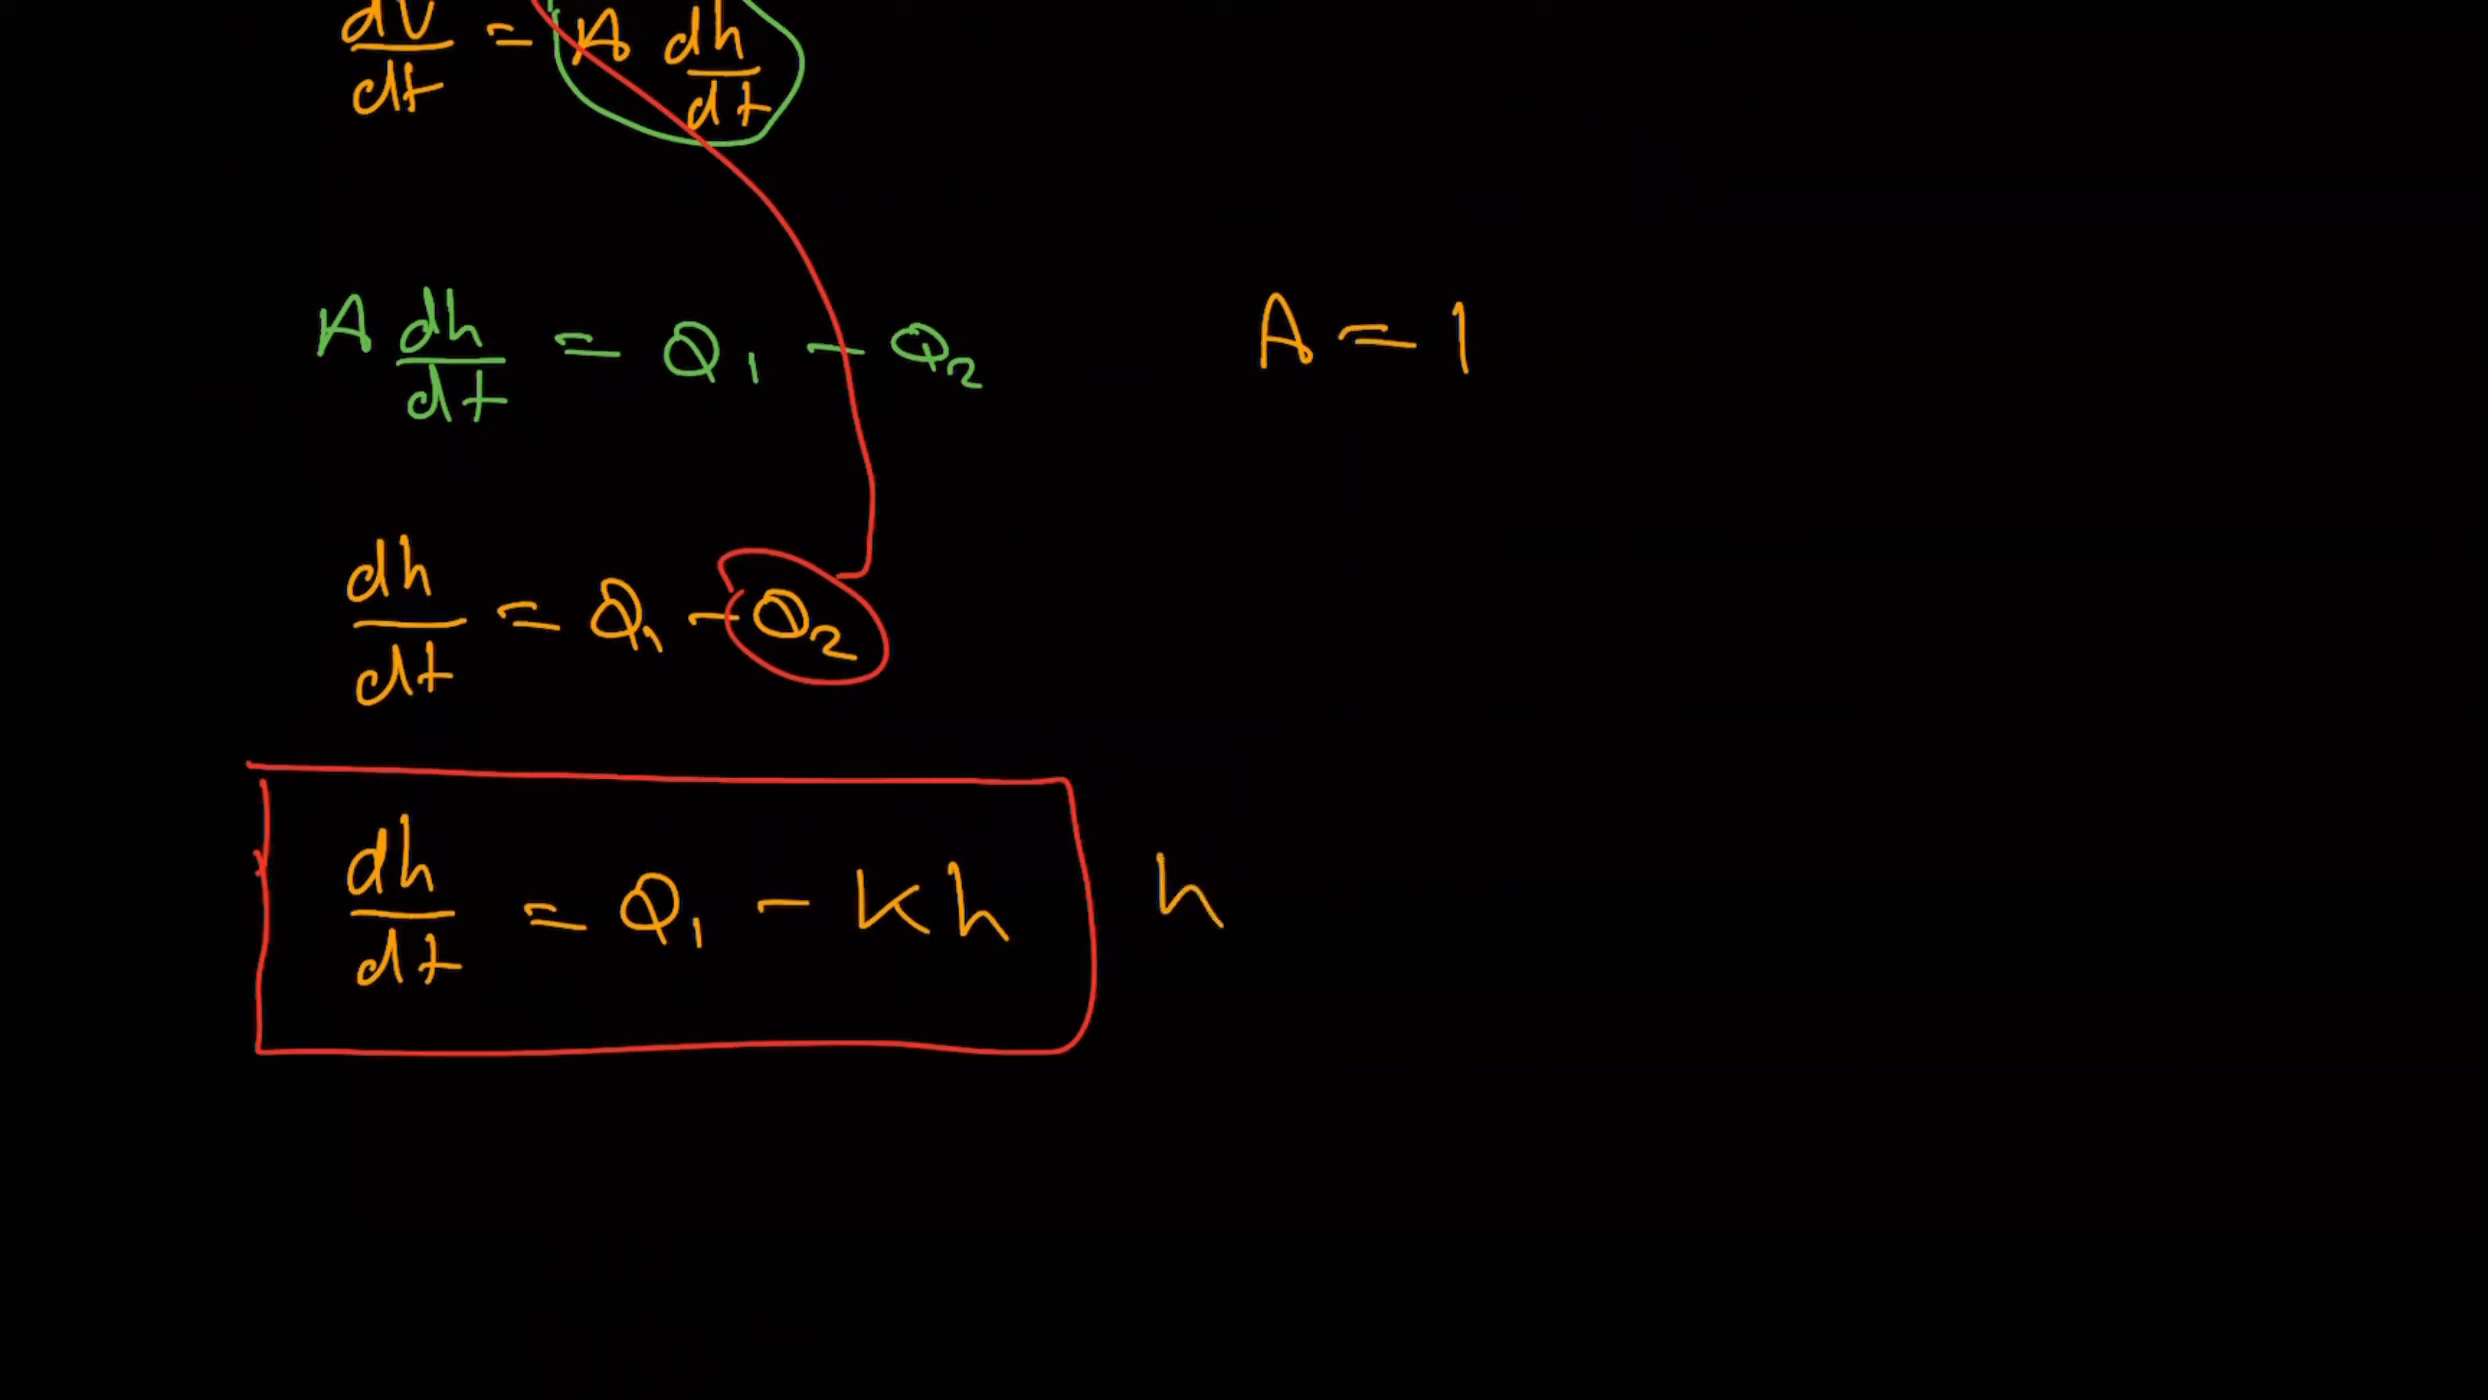 dV/dt = A dh/dt
A dh/dt = Q₁ - Q₂
A = 1
dh/dt = Q₁ - Q₂
dh/dt = Q₁ - Kh
h